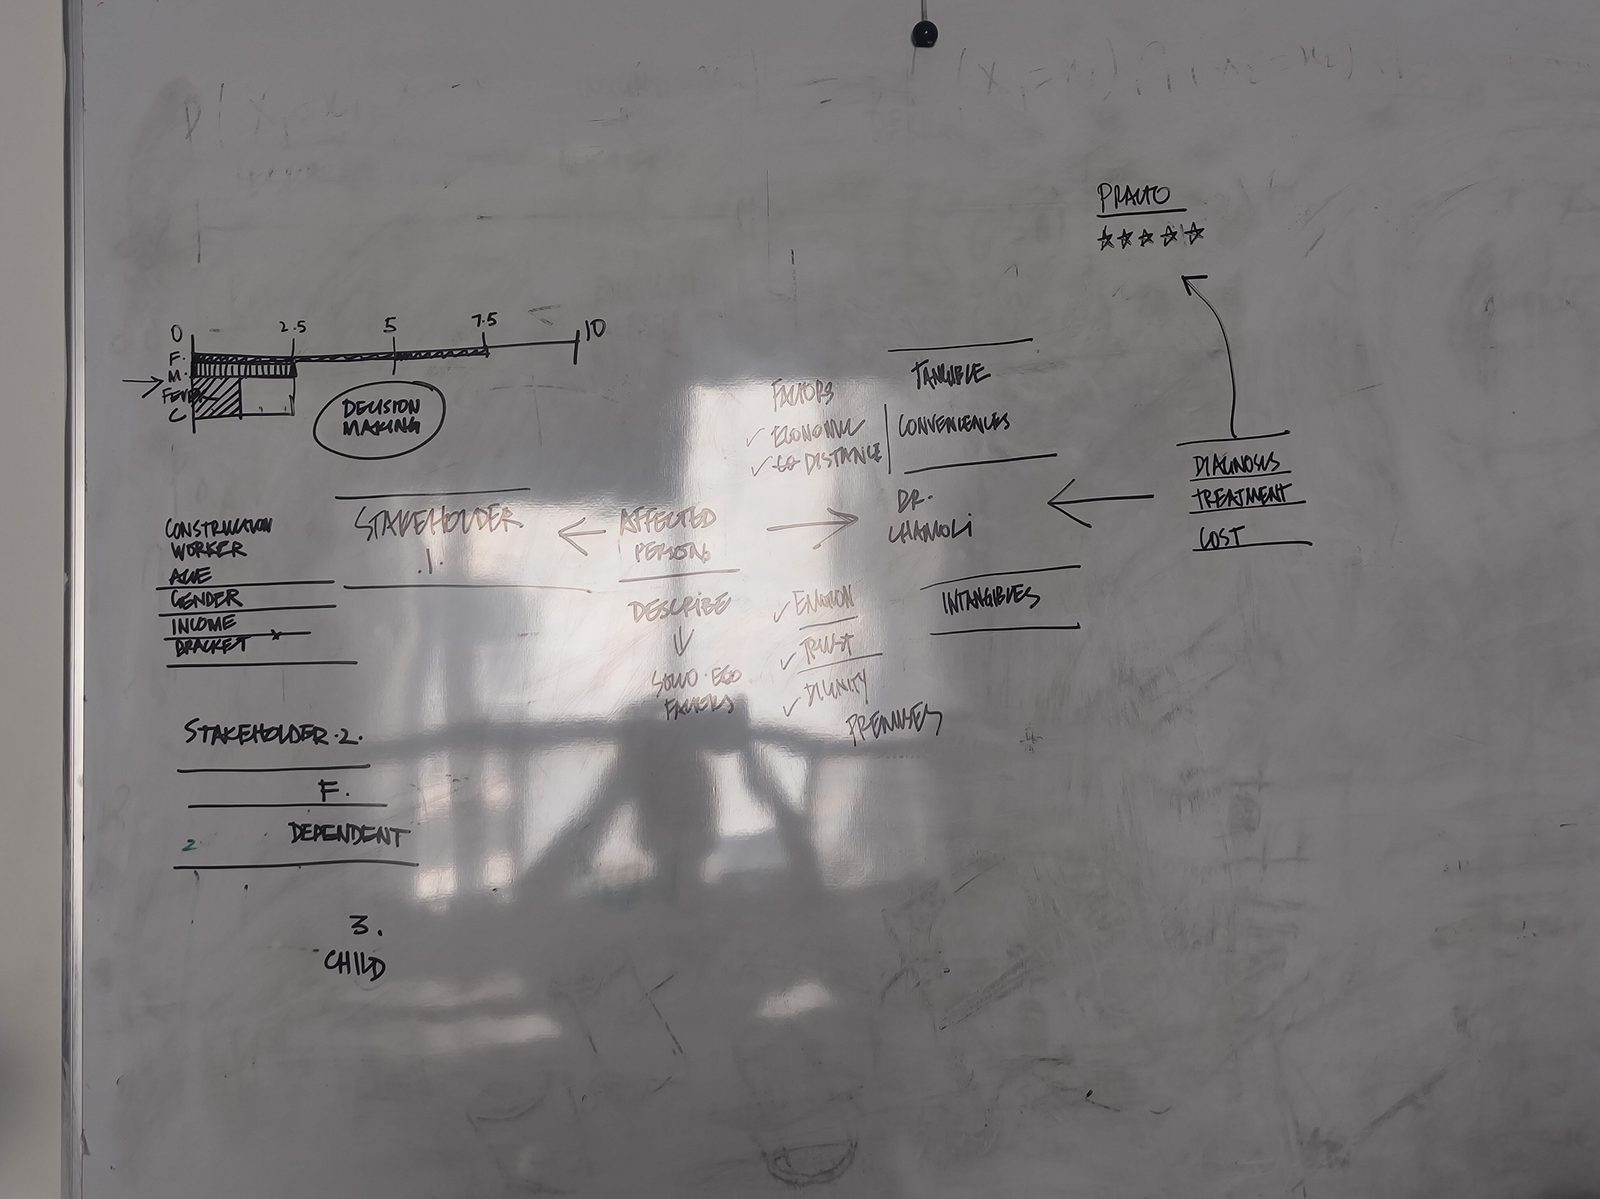 PRACTO
0 2.5 5 7.5 10
F.
M.
FEVER
C
DECISION
MAKING
FACTORS
✓ ECONOMIC
✓ DISTANCE
TANGIBLE
CONVENIENCES
DIAGNOSIS
TREATMENT
COST
CONSTRUCTION
WORKER
AGE
GENDER
INCOME
BRACKET
STAKEHOLDER
.1.
AFFECTED
PERSON
DESCRIBE
SOCIO-ECO
FACTORS
DR.
CHAMOLI
✓ EMOTION
✓ TRUST
✓ DIGNITY
INTANGIBLES
PREMISES
STAKEHOLDER.2.
F.
2 DEPENDENT
3.
CHILD